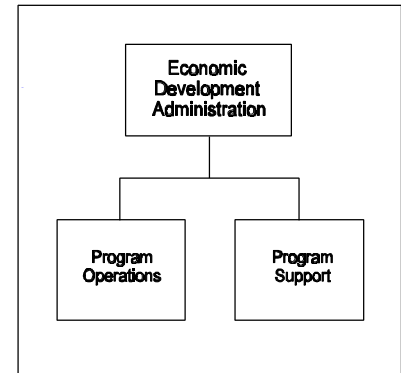 Economic
Development
Administration
Program
Operations
Program
Support